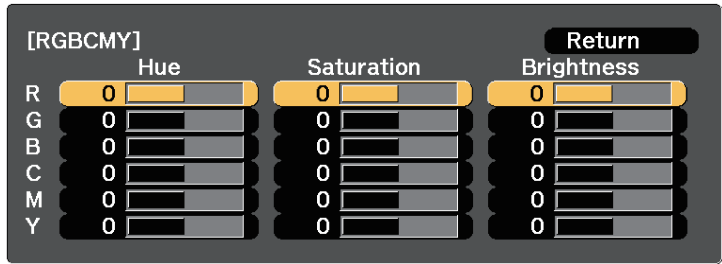 [RGBCMY] Return
Hue Saturation Brightness
R 0 0 0
G 0 0 0
B 0 0 0
C 0 0 0
M 0 0 0
Y 0 0 0